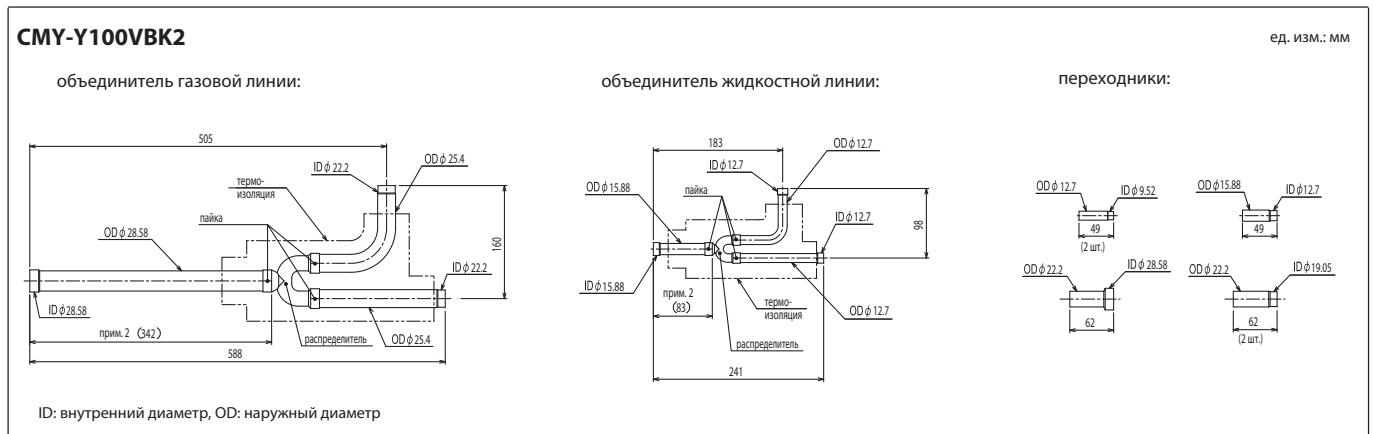 CMY-Y100VBK2
ед. изм.: мм
объединитель газовой линии:
505
ID ϕ 22.2
OD ϕ 25.4
термо-
изоляция
пайка
OD ϕ 28.58
160
ID ϕ 22.2
ID ϕ 28.58
прим. 2 (342)
распределитель
OD ϕ 25.4
588
объединитель жидкостной линии:
183
OD ϕ 12.7
ID ϕ 12.7
OD ϕ 15.88
пайка
ID ϕ 12.7
98
ID ϕ 15.88
прим. 2
(83)
термо-
изоляция
OD ϕ 12.7
распределитель
241
переходники:
OD ϕ 12.7
ID ϕ 9.52
49
(2 шт.)
OD ϕ 15.88
ID ϕ 12.7
49
OD ϕ 22.2
ID ϕ 28.58
62
OD ϕ 22.2
ID ϕ 19.05
62
(2 шт.)
ID: внутренний диаметр, OD: наружный диаметр